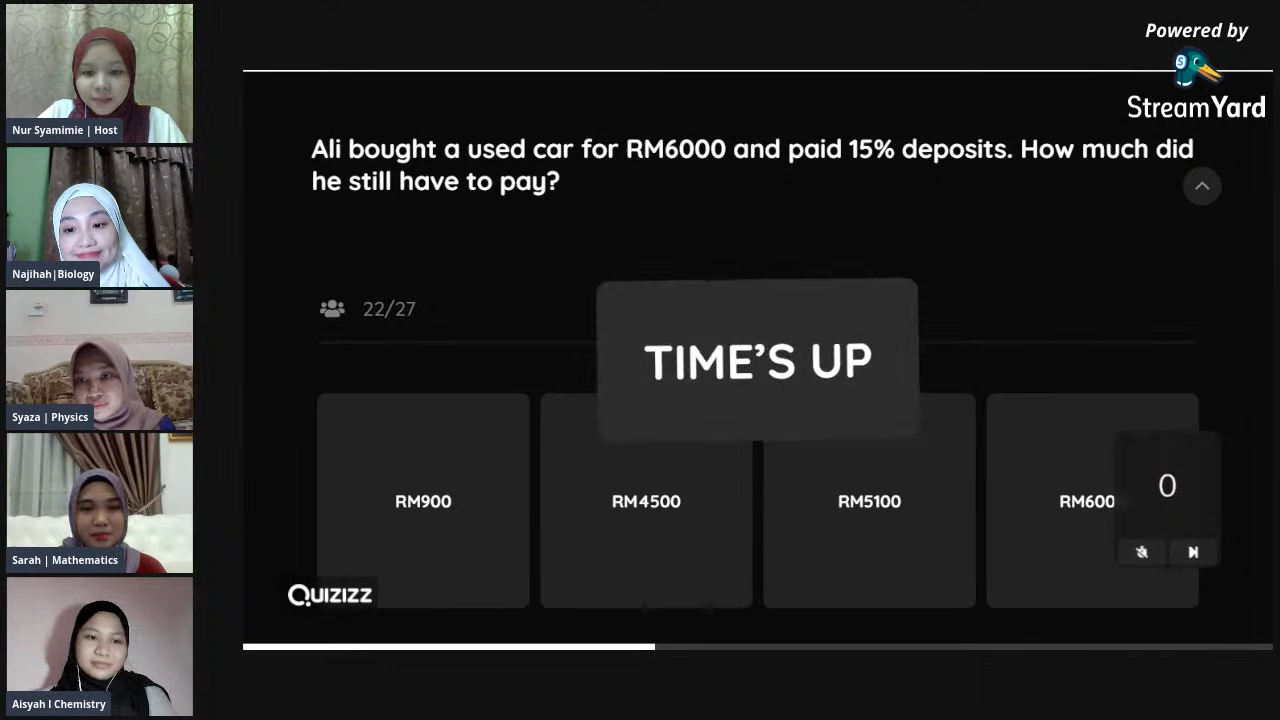 Nur Syamimie | Host
Najihah|Biology
Syaza | Physics
Sarah | Mathematics
Aisyah I Chemistry
Powered by
StreamYard
Ali bought a used car for RM6000 and paid 15% deposits. How much did
he still have to pay?
22/27
TIME'S UP
RM900
RM4500
RM5100
RM600
0
QUIZIZZ